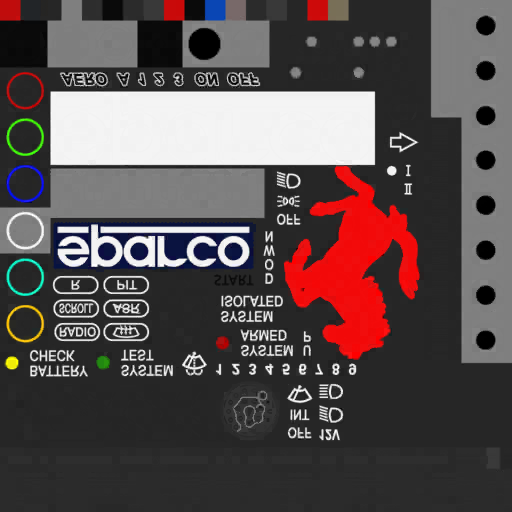 AERO A 1 2 3 ON OFF
I
II
OFF
sparco
DOWN
START
R PIT
SCROLL
RADIO
ISOLATED
SYSTEM
ARMED
SYSTEM
UP
CHECK
BATTERY
TEST
SYSTEM
1 2 3 4 5 6 7 8 9
INT
OFF 12V